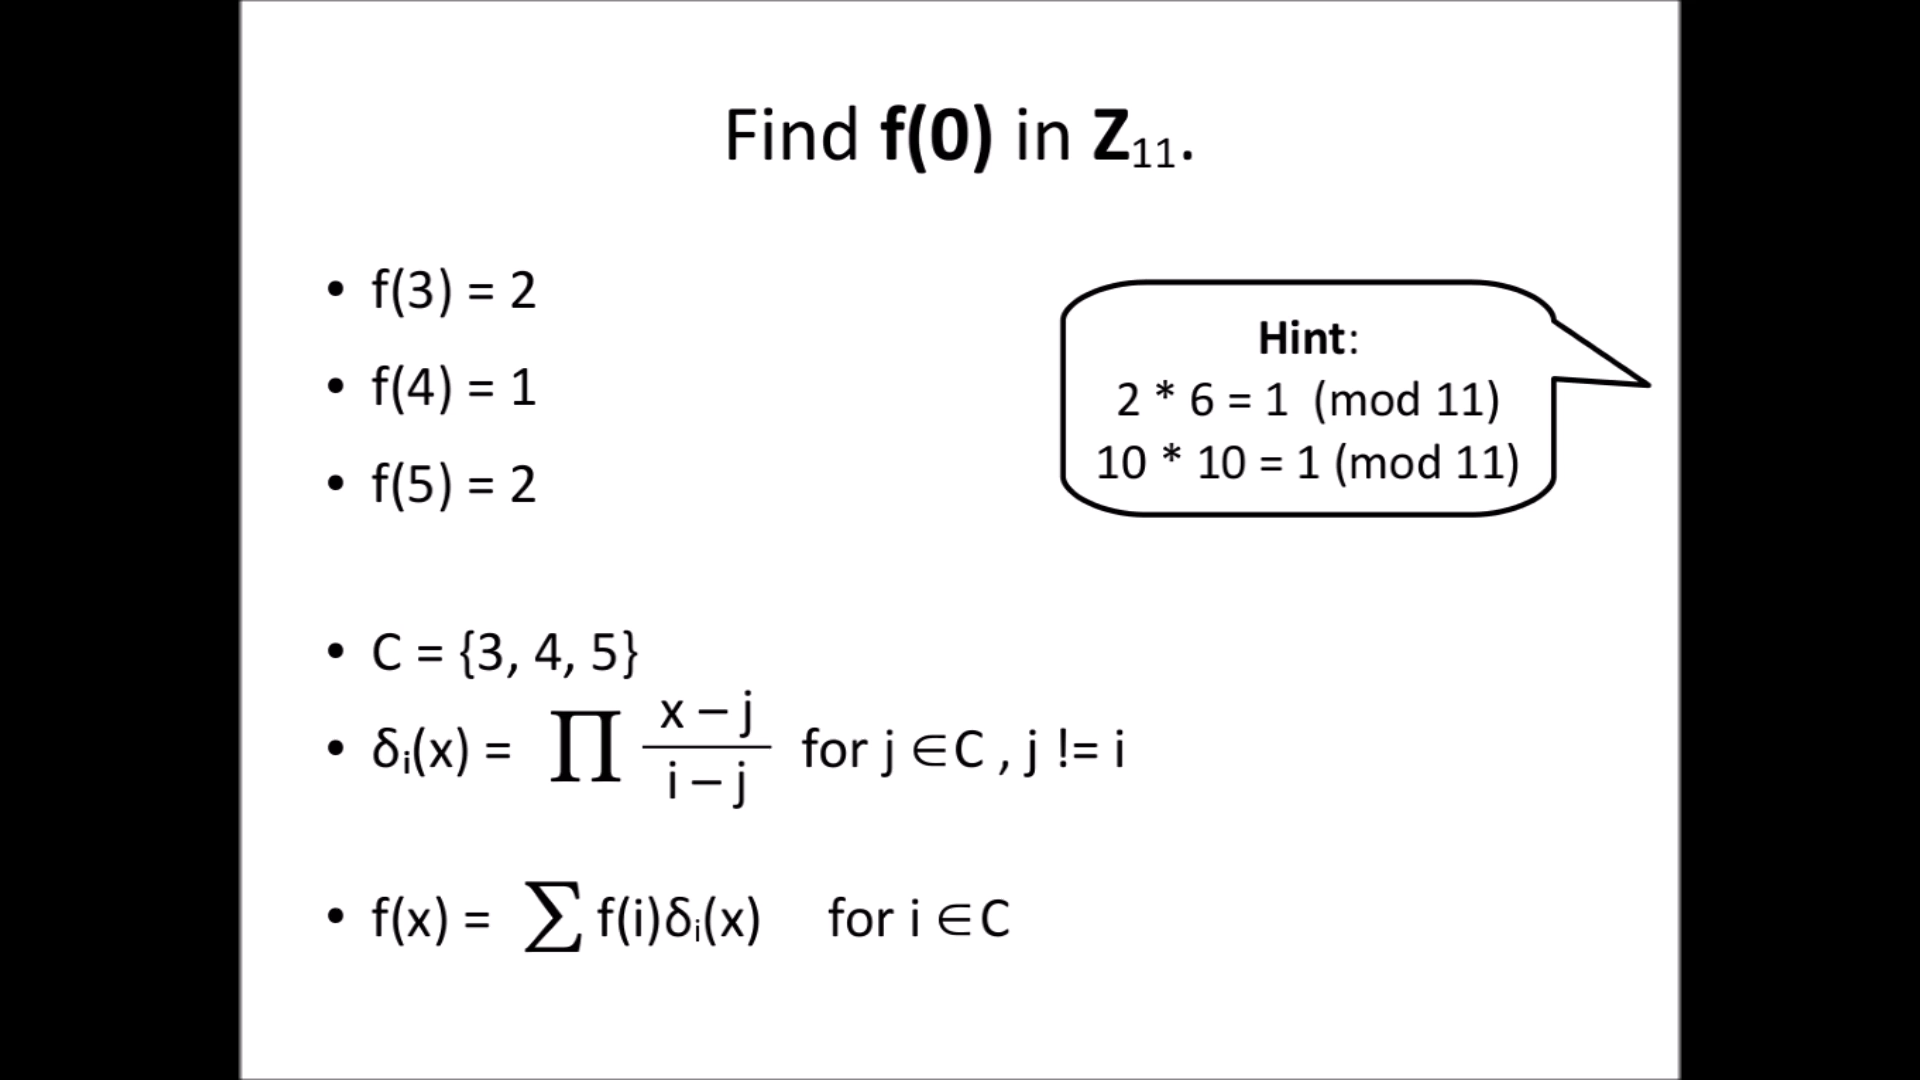 Find f(0) in Z₁₁.
• f(3) = 2
• f(4) = 1
• f(5) = 2
Hint:
2 * 6 = 1 (mod 11)
10 * 10 = 1 (mod 11)
• C = {3, 4, 5}
• δᵢ(x) = ∏ (x – j)/(i – j) for j ∈ C , j != i
• f(x) = ∑ f(i)δᵢ(x) for i ∈ C